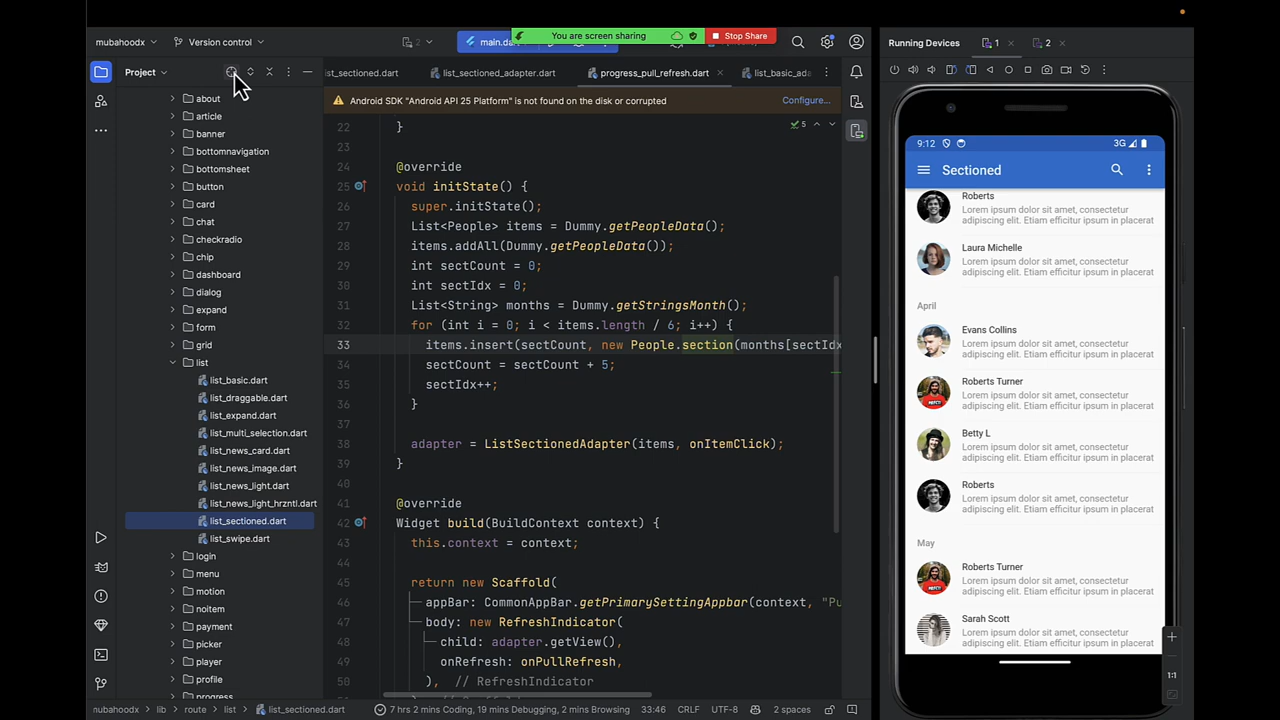 mubahoodx
Version control
2
main.dart
You are screen sharing
Stop Share
Project
about
article
banner
bottomnavigation
bottomsheet
button
card
chat
checkradio
chip
dashboard
dialog
expand
form
grid
list
list_basic.dart
list_draggable.dart
list_expand.dart
list_multi_selection.dart
list_news_card.dart
list_news_image.dart
list_news_light.dart
list_news_light_hrzntl.dart
list_sectioned.dart
list_swipe.dart
login
menu
motion
noitem
payment
picker
player
profile
progress
ist_sectioned.dart
list_sectioned_adapter.dart
progress_pull_refresh.dart
list_basic_ada
Android SDK "Android API 25 Platform" is not found on the disk or corrupted
Configure...
5
22 }
23
24 @override
25 void initState() {
26 super.initState();
27 List<People> items = Dummy.getPeopleData();
28 items.addAll(Dummy.getPeopleData());
29 int sectCount = 0;
30 int sectIdx = 0;
31 List<String> months = Dummy.getStringsMonth();
32 for (int i = 0; i < items.length / 6; i++) {
33 items.insert(sectCount, new People.section(months[sectIdx
34 sectCount = sectCount + 5;
35 sectIdx++;
36 }
37
38 adapter = ListSectionedAdapter(items, onItemClick);
39 }
40
41 @override
42 Widget build(BuildContext context) {
43 this.context = context;
44
45 return new Scaffold(
46 appBar: CommonAppBar.getPrimarySettingAppbar(context, "Pu
47 body: new RefreshIndicator(
48 child: adapter.getView(),
49 onRefresh: onPullRefresh,
50 ), // RefreshIndicator
mubahoodx > lib > route > list > list_sectioned.dart
7 hrs 2 mins Coding, 19 mins Debugging, 2 mins Browsing
33:46
CRLF
UTF-8
2 spaces
Running Devices
1
2
9:12
3G
Sectioned
Roberts
Lorem ipsum dolor sit amet, consectetur
adipiscing elit. Etiam efficitur ipsum in placerat
Laura Michelle
Lorem ipsum dolor sit amet, consectetur
adipiscing elit. Etiam efficitur ipsum in placerat
April
Evans Collins
Lorem ipsum dolor sit amet, consectetur
adipiscing elit. Etiam efficitur ipsum in placerat
Roberts Turner
Lorem ipsum dolor sit amet, consectetur
adipiscing elit. Etiam efficitur ipsum in placerat
Betty L
Lorem ipsum dolor sit amet, consectetur
adipiscing elit. Etiam efficitur ipsum in placerat
Roberts
Lorem ipsum dolor sit amet, consectetur
adipiscing elit. Etiam efficitur ipsum in placerat
May
Roberts Turner
Lorem ipsum dolor sit amet, consectetur
adipiscing elit. Etiam efficitur ipsum in placerat
Sarah Scott
Lorem ipsum dolor sit amet, consectetur
adipiscing elit. Etiam efficitur ipsum in placerat
1:1